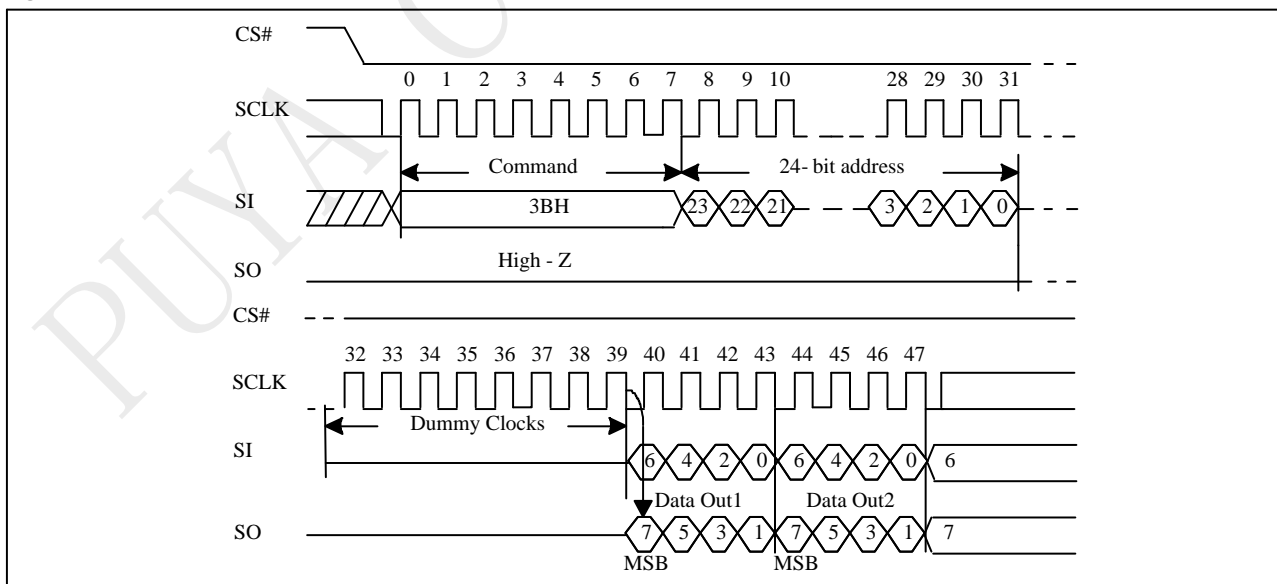 CS#
0 1 2 3 4 5 6 7 8 9 10 28 29 30 31
SCLK
Command 24- bit address
SI 3BH 23 22 21 3 2 1 0
High - Z
SO
CS#
32 33 34 35 36 37 38 39 40 41 42 43 44 45 46 47
SCLK
Dummy Clocks
SI 6 4 2 0 6 4 2 0 6
Data Out1 Data Out2
SO 7 5 3 1 7 5 3 1 7
MSB MSB
PUYA